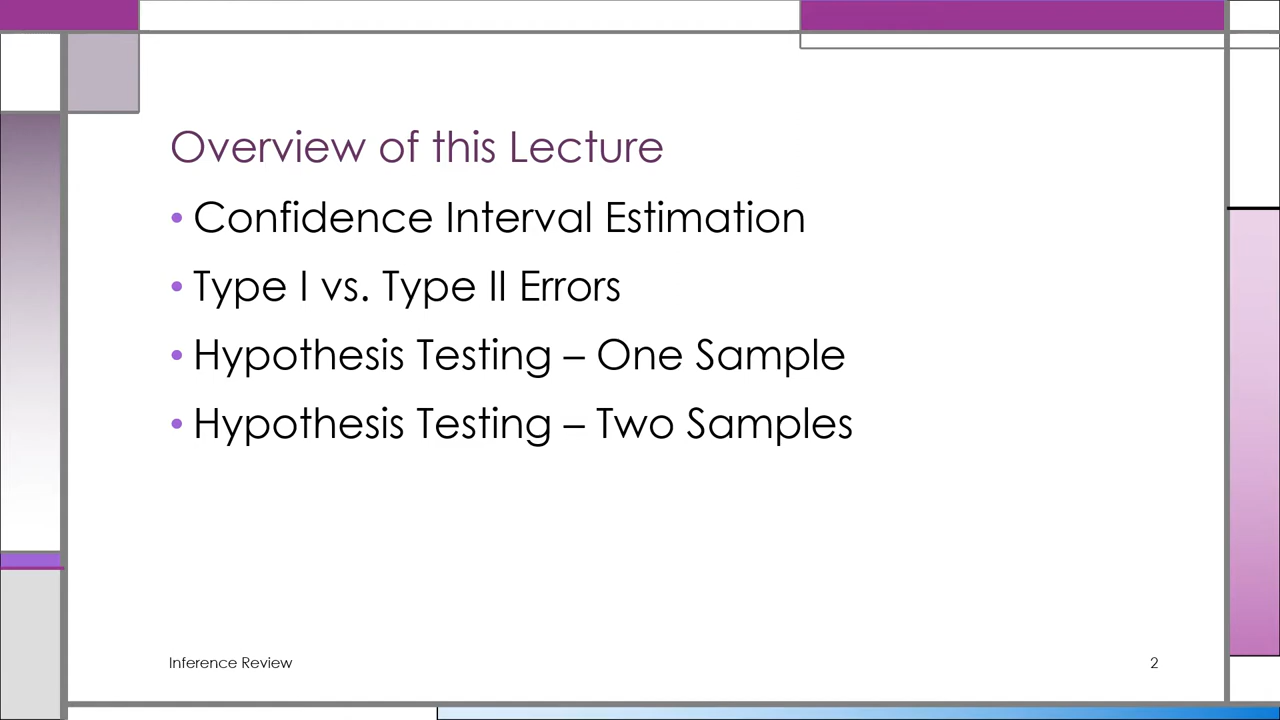 Overview of this Lecture
• Confidence Interval Estimation
• Type I vs. Type II Errors
• Hypothesis Testing – One Sample
• Hypothesis Testing – Two Samples
Inference Review
2